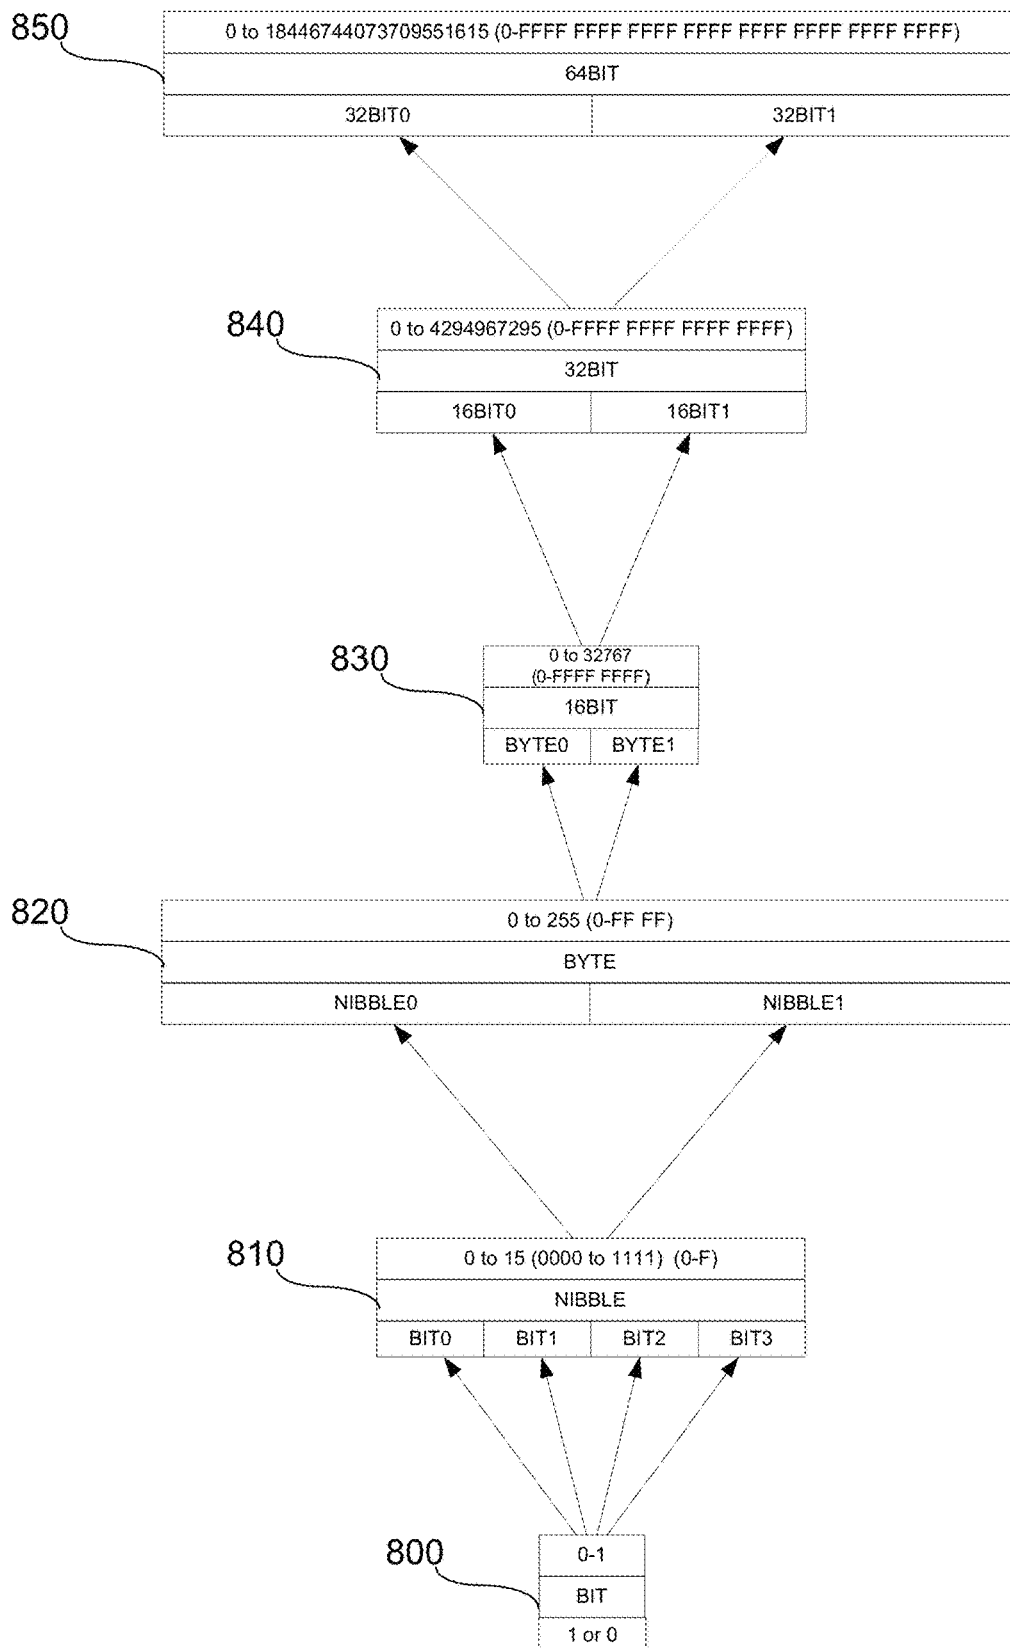 850
0 to 18446744073709551615 (0-FFFF FFFF FFFF FFFF FFFF FFFF FFFF FFFF)
64BIT
32BIT0 32BIT1
840
0 to 4294967295 (0-FFFF FFFF FFFF FFFF)
32BIT
16BIT0 16BIT1
830
0 to 32767
(0-FFFF FFFF)
16BIT
BYTE0 BYTE1
820
0 to 255 (0-FF FF)
BYTE
NIBBLE0 NIBBLE1
810
0 to 15 (0000 to 1111) (0-F)
NIBBLE
BIT0 BIT1 BIT2 BIT3
800
0-1
BIT
1 or 0